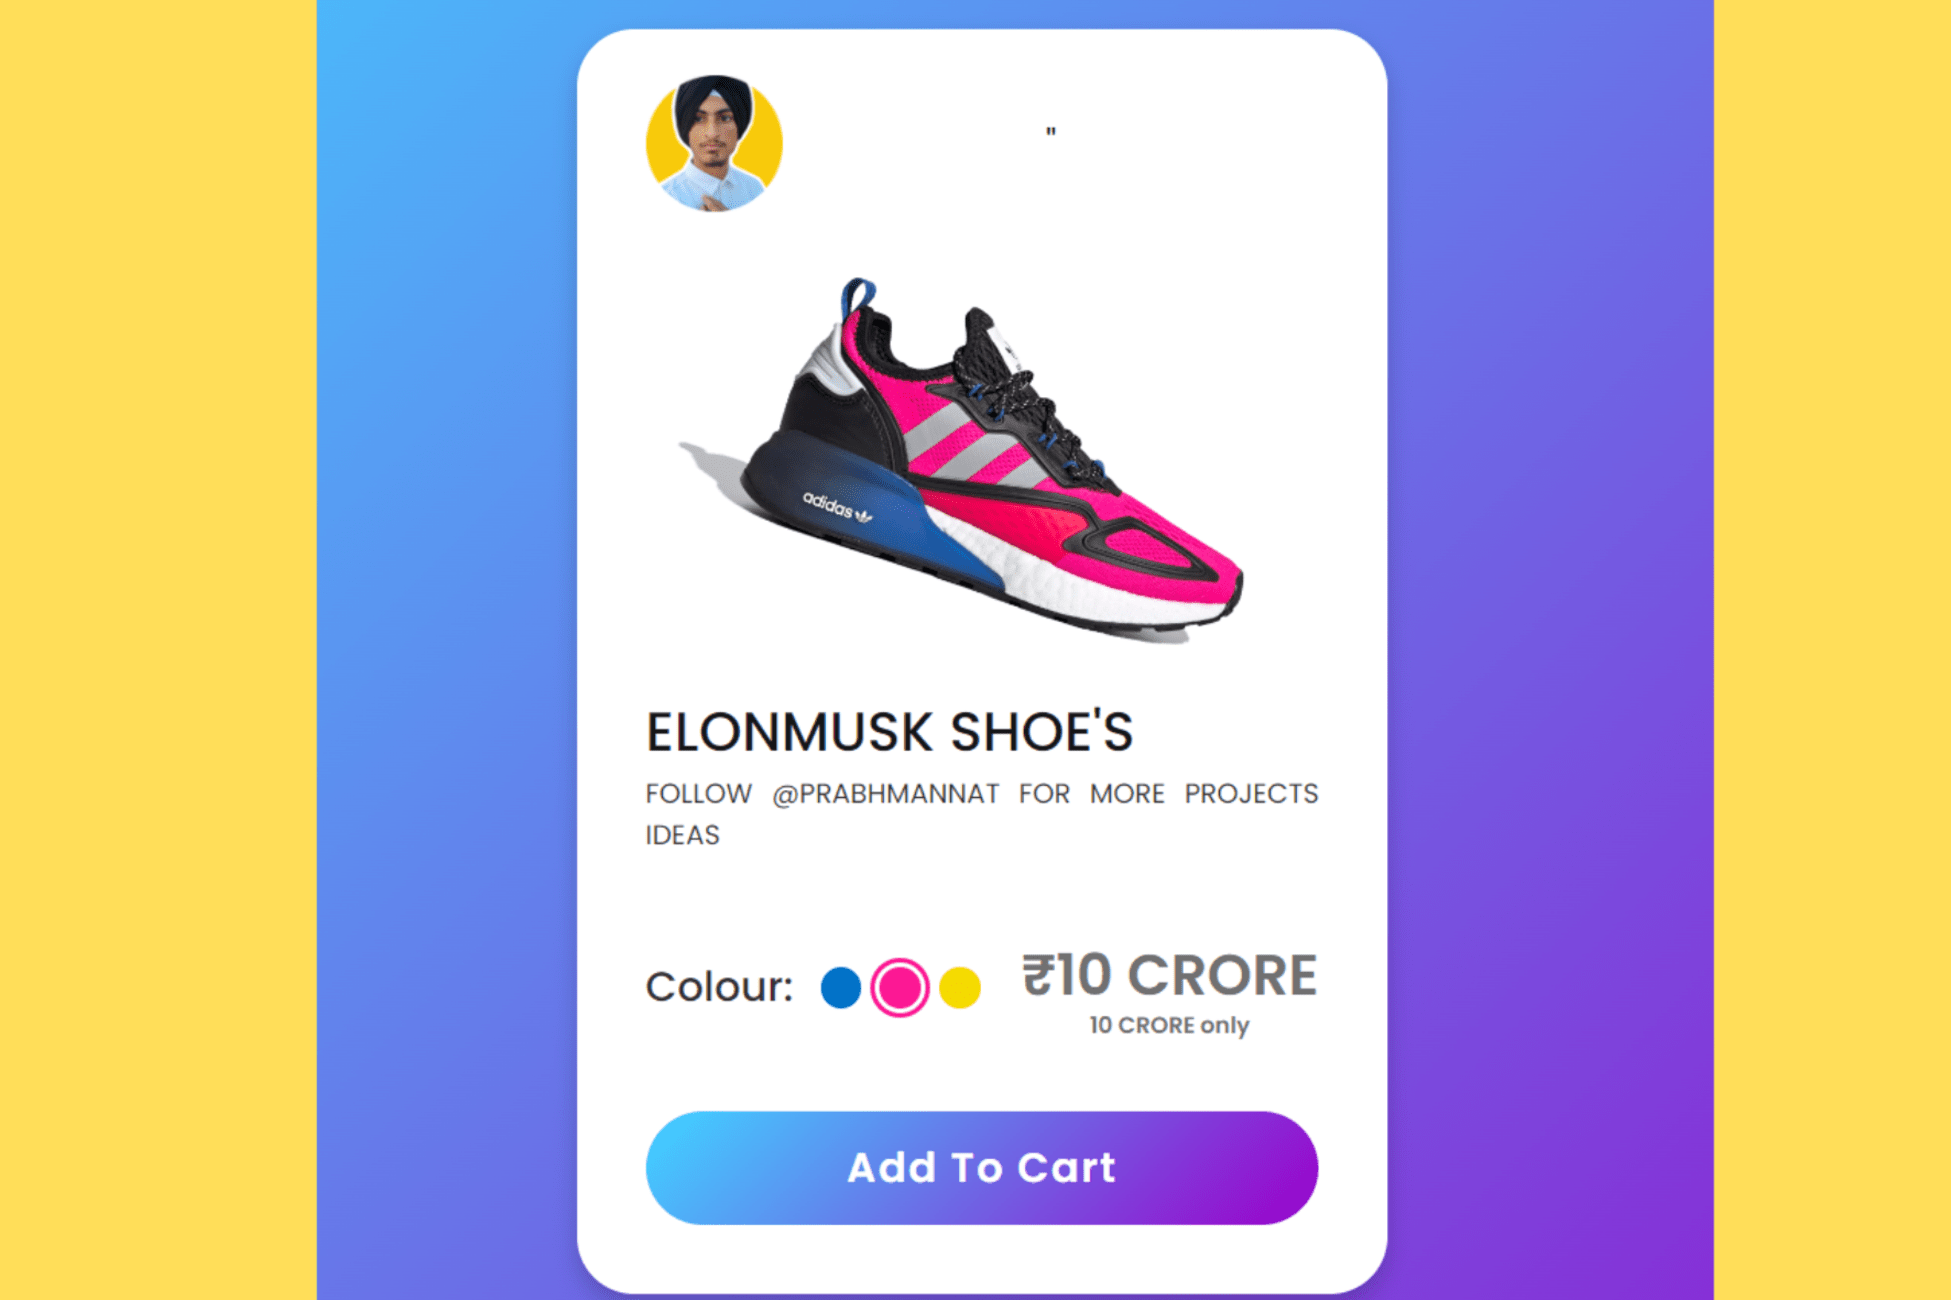 "
adidas
ELONMUSK SHOE'S
FOLLOW @PRABHMANNAT FOR MORE PROJECTS
IDEAS
Colour:
₹10 CRORE
10 CRORE only
Add To Cart